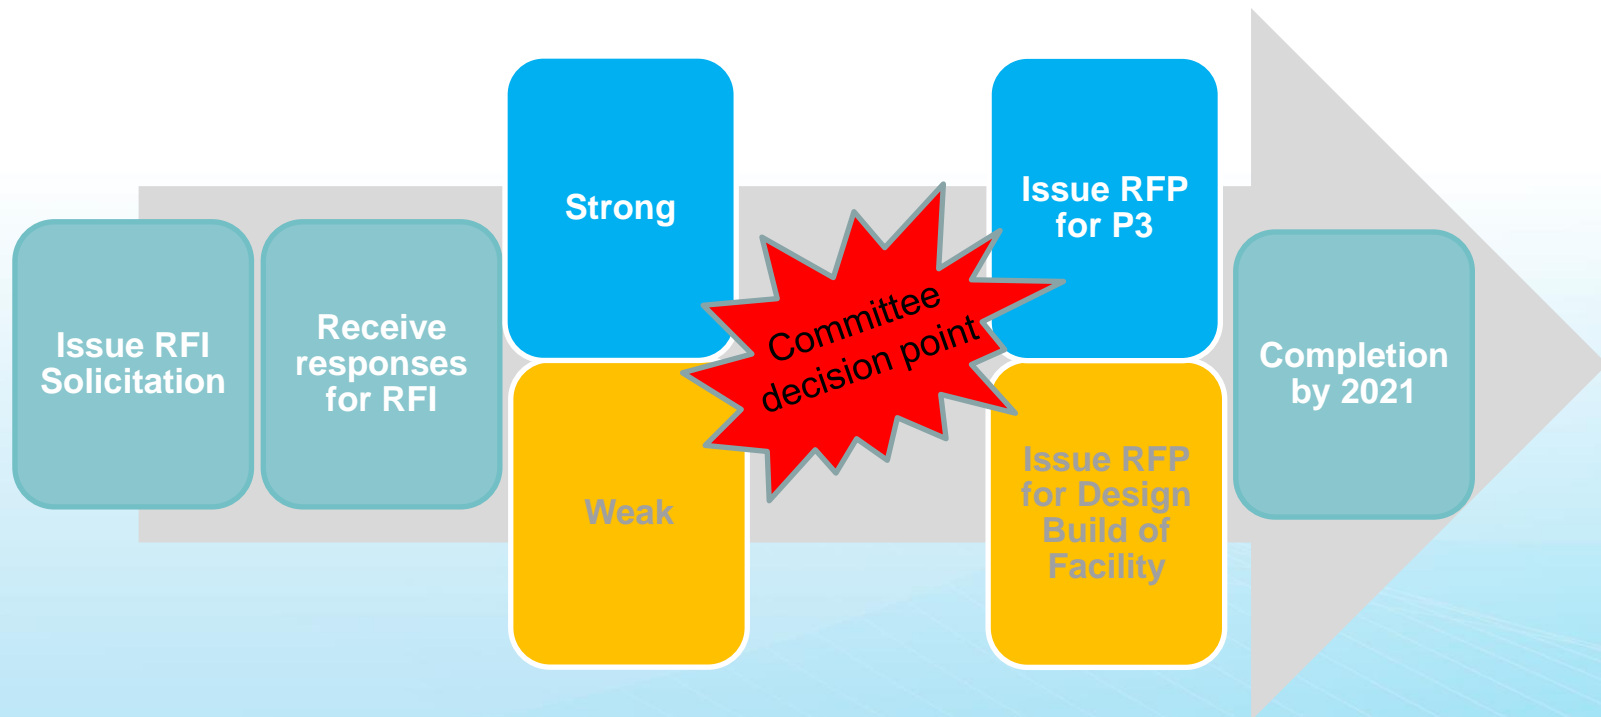 Issue RFI
Solicitation
Receive
responses
for RFI
Strong
Weak
Committee
decision point
Issue RFP
for P3
Issue RFP
for Design
Build of
Facility
Completion
by 2021